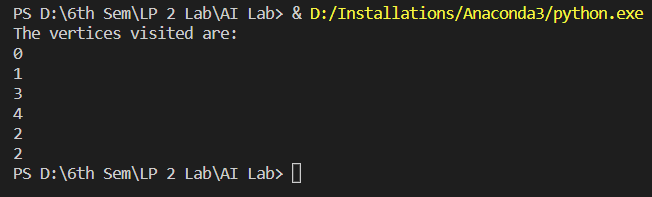 PS D:\6th Sem\LP 2 Lab\AI Lab> & D:/Installations/Anaconda3/python.exe
The vertices visited are:
0
1
3
4
2
2
PS D:\6th Sem\LP 2 Lab\AI Lab>